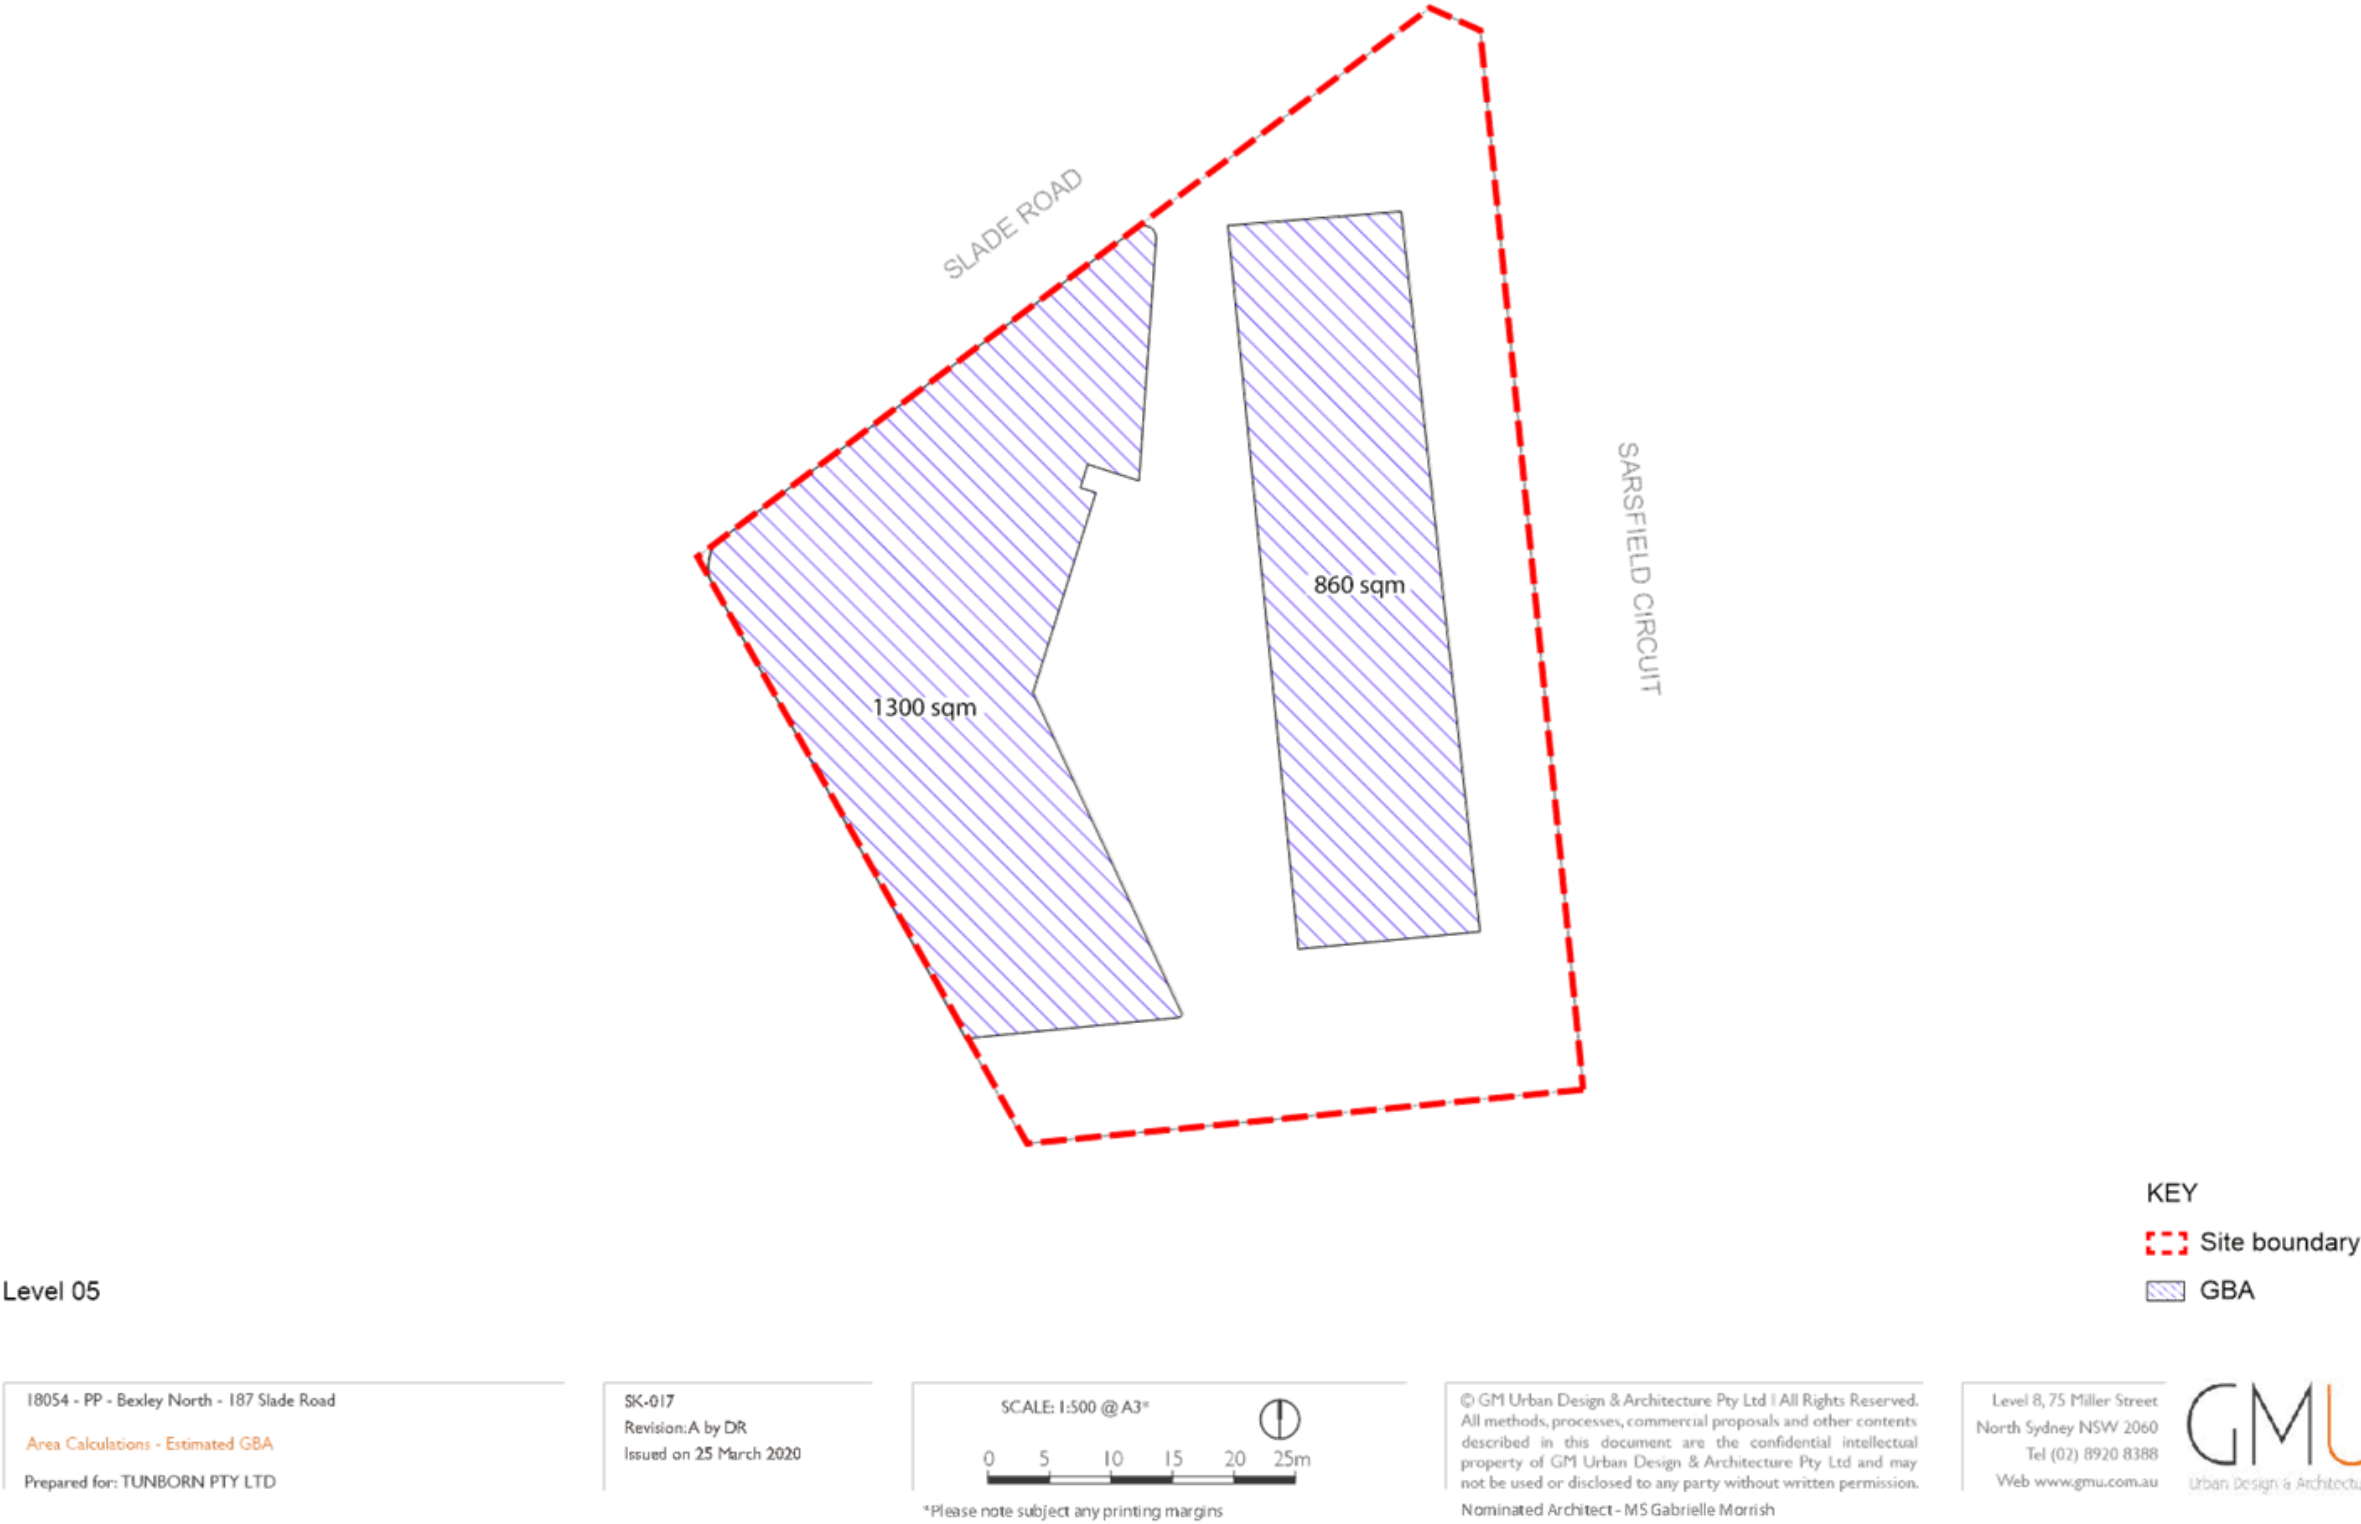 SLADE ROAD
SARSFIELD CIRCUIT
860 sqm
1300 sqm
KEY
Site boundary
GBA
Level 05
18054 - PP - Bexley North - 187 Slade Road
Area Calculations - Estimated GBA
Prepared for: TUNBORN PTY LTD
SK-017
Revision: A by DR
Issued on 25 March 2020
SCALE: 1:500 @ A3*
0 5 10 15 20 25m
*Please note subject any printing margins
© GM Urban Design & Architecture Pty Ltd | All Rights Reserved.
All methods, processes, commercial proposals and other contents
described in this document are the confidential intellectual
property of GM Urban Design & Architecture Pty Ltd and may
not be used or disclosed to any party without written permission.
Nominated Architect - MS Gabrielle Morrish
Level 8, 75 Miller Street
North Sydney NSW 2060
Tel (02) 8920 8388
Web www.gmu.com.au
GMU
Urban Design &